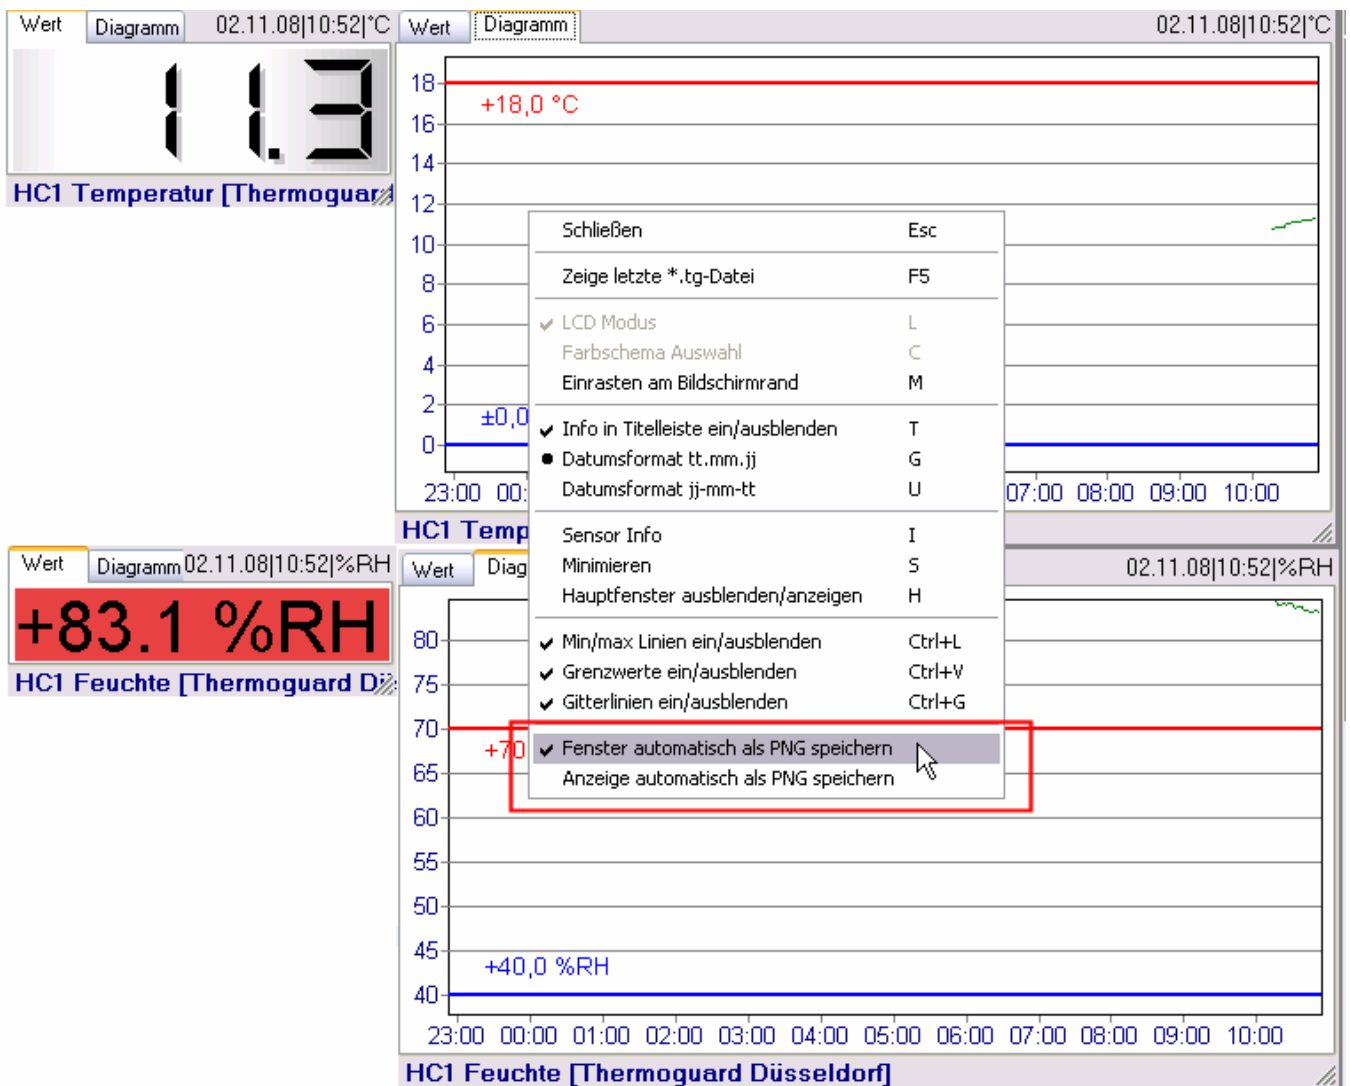 Wert Diagramm 02.11.08|10:52|°C
11.3
HC1 Temperatur [Thermoguard
Wert Diagramm 02.11.08|10:52|°C
18
+18,0 °C
16
14
12
10
8
6
4
2
±0,0
0
23:00 00: 07:00 08:00 09:00 10:00
HC1 Temp
Schließen Esc
Zeige letzte *.tg-Datei F5
LCD Modus L
Farbschema Auswahl C
Einrasten am Bildschirmrand M
Info in Titelleiste ein/ausblenden T
Datumsformat tt.mm.jj G
Datumsformat jj-mm-tt U
Sensor Info I
Minimieren S
Hauptfenster ausblenden/anzeigen H
Min/max Linien ein/ausblenden Ctrl+L
Grenzwerte ein/ausblenden Ctrl+V
Gitterlinien ein/ausblenden Ctrl+G
Fenster automatisch als PNG speichern
Anzeige automatisch als PNG speichern
Wert Diagramm 02.11.08|10:52|%RH
+83.1 %RH
HC1 Feuchte [Thermoguard Dü
Wert Diag 02.11.08|10:52|%RH
80
75
70
+70
65
60
55
50
45
+40,0 %RH
40
23:00 00:00 01:00 02:00 03:00 04:00 05:00 06:00 07:00 08:00 09:00 10:00
HC1 Feuchte [Thermoguard Düsseldorf]